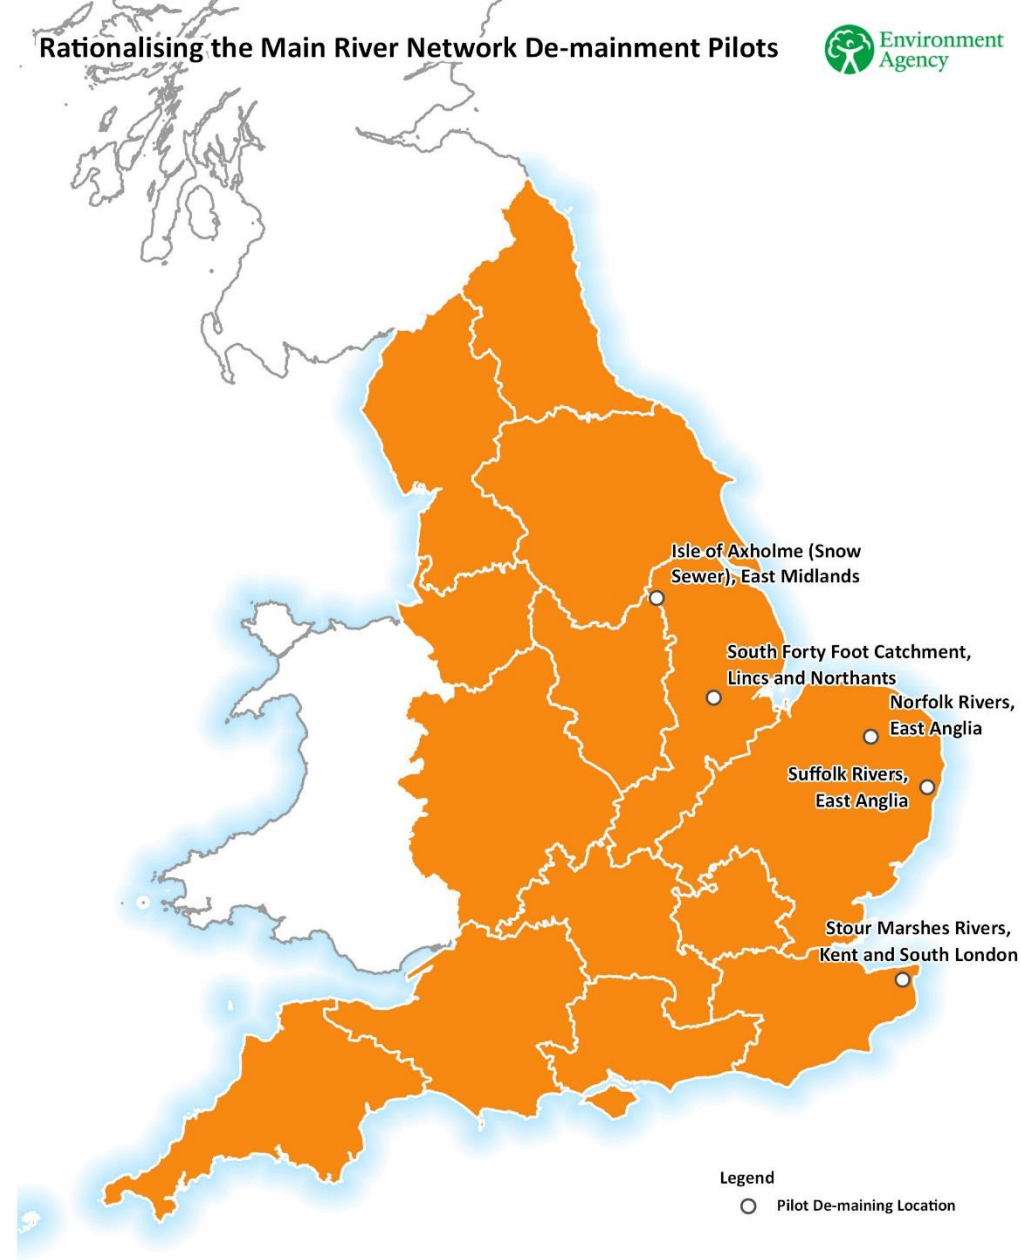 Rationalising the Main River Network De-mainment Pilots
Environment
Agency
Isle of Axholme (Snow
Sewer), East Midlands
South Forty Foot Catchment,
Lincs and Northants
Norfolk Rivers,
East Anglia
Suffolk Rivers,
East Anglia
Stour Marshes Rivers,
Kent and South London
Legend
Pilot De-maining Location